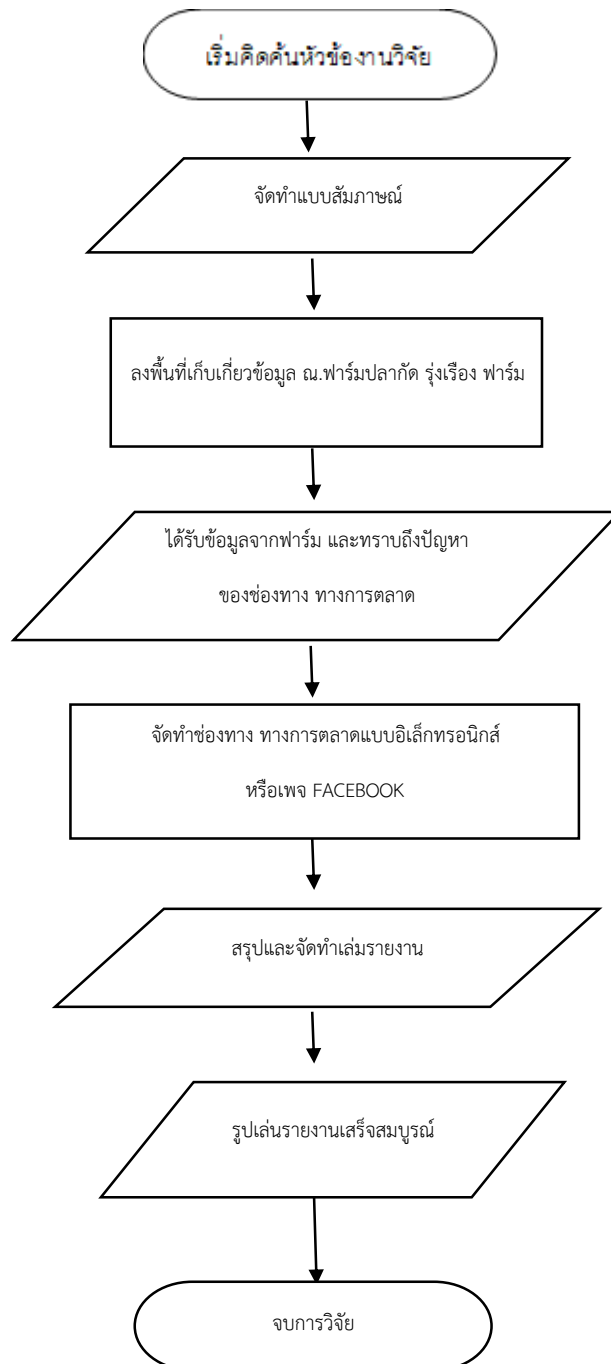 เริ่มคิดค้นหัวข้องานวิจัย
จัดทำแบบสัมภาษณ์
ลงพื้นที่เก็บเกี่ยวข้อมูล ณ.ฟาร์มปลากัด รุ่งเรือง ฟาร์ม
ได้รับข้อมูลจากฟาร์ม และทราบถึงปัญหา
ของช่องทาง ทางการตลาด
จัดทำช่องทาง ทางการตลาดแบบอิเล็กทรอนิกส์
หรือเพจ FACEBOOK
สรุปและจัดทำเล่มรายงาน
รูปเล่นรายงานเสร็จสมบูรณ์
จบการวิจัย